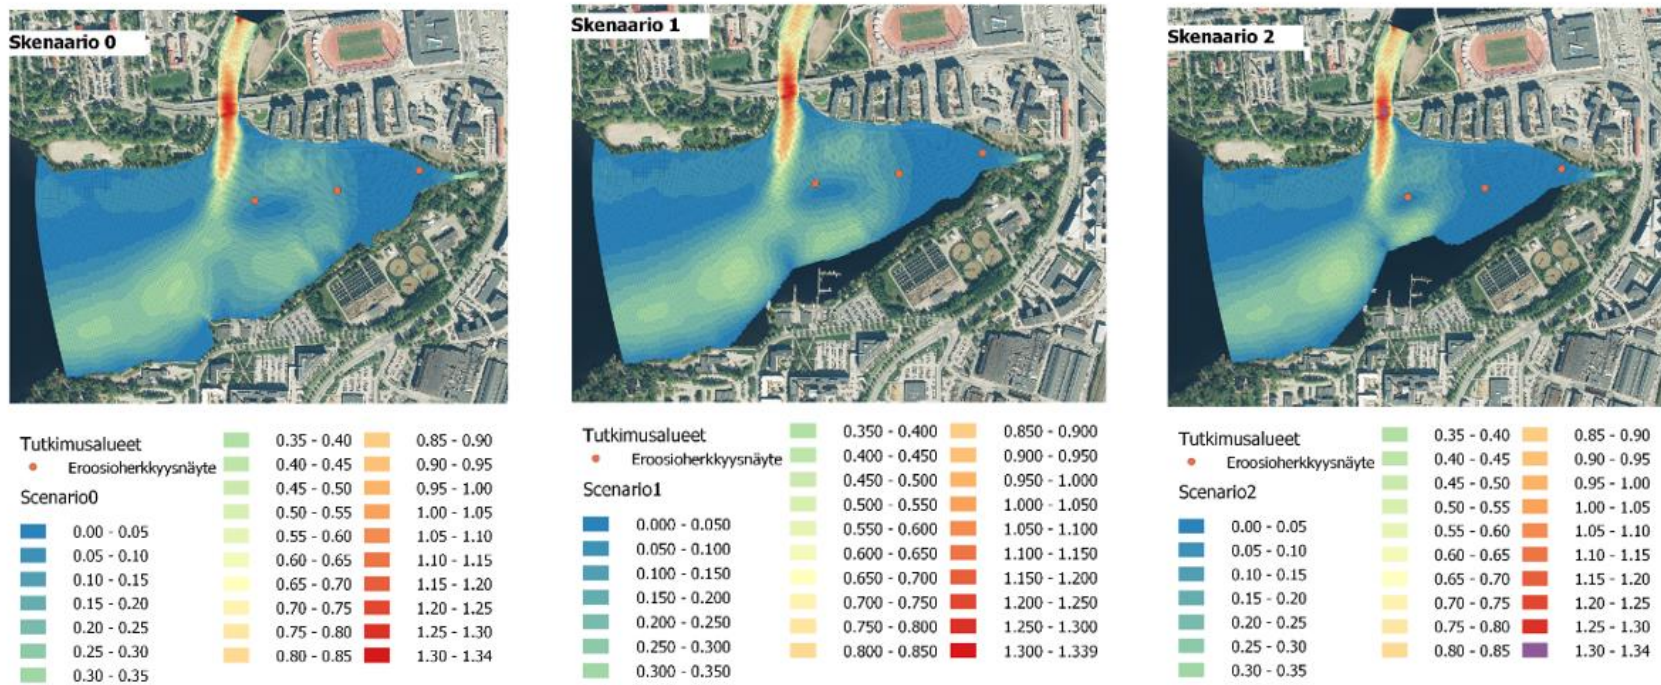 Skenaario 0
Tutkimusalueet
Eroosioherkkyysnäyte
Scenario0
0.00 - 0.05
0.05 - 0.10
0.10 - 0.15
0.15 - 0.20
0.20 - 0.25
0.25 - 0.30
0.30 - 0.35
0.35 - 0.40
0.40 - 0.45
0.45 - 0.50
0.50 - 0.55
0.55 - 0.60
0.60 - 0.65
0.65 - 0.70
0.70 - 0.75
0.75 - 0.80
0.80 - 0.85
0.85 - 0.90
0.90 - 0.95
0.95 - 1.00
1.00 - 1.05
1.05 - 1.10
1.10 - 1.15
1.15 - 1.20
1.20 - 1.25
1.25 - 1.30
1.30 - 1.34
Skenaario 1
Tutkimusalueet
Eroosioherkkyysnäyte
Scenario1
0.000 - 0.050
0.050 - 0.100
0.100 - 0.150
0.150 - 0.200
0.200 - 0.250
0.250 - 0.300
0.300 - 0.350
0.350 - 0.400
0.400 - 0.450
0.450 - 0.500
0.500 - 0.550
0.550 - 0.600
0.600 - 0.650
0.650 - 0.700
0.700 - 0.750
0.750 - 0.800
0.800 - 0.850
0.850 - 0.900
0.900 - 0.950
0.950 - 1.000
1.000 - 1.050
1.050 - 1.100
1.100 - 1.150
1.150 - 1.200
1.200 - 1.250
1.250 - 1.300
1.300 - 1.339
Skenaario 2
Tutkimusalueet
Eroosioherkkyysnäyte
Scenario2
0.00 - 0.05
0.05 - 0.10
0.10 - 0.15
0.15 - 0.20
0.20 - 0.25
0.25 - 0.30
0.30 - 0.35
0.35 - 0.40
0.40 - 0.45
0.45 - 0.50
0.50 - 0.55
0.55 - 0.60
0.60 - 0.65
0.65 - 0.70
0.70 - 0.75
0.75 - 0.80
0.80 - 0.85
0.85 - 0.90
0.90 - 0.95
0.95 - 1.00
1.00 - 1.05
1.05 - 1.10
1.10 - 1.15
1.15 - 1.20
1.20 - 1.25
1.25 - 1.30
1.30 - 1.34